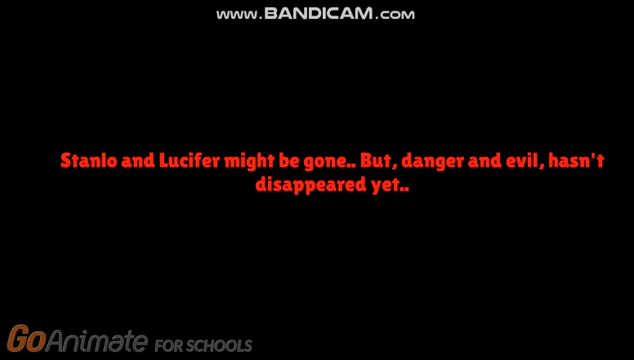 www.BANDICAM.com
Stanlo and Lucifer might be gone.. But, danger and evil, hasn't
disappeared yet..
GoAnimate FOR SCHOOLS